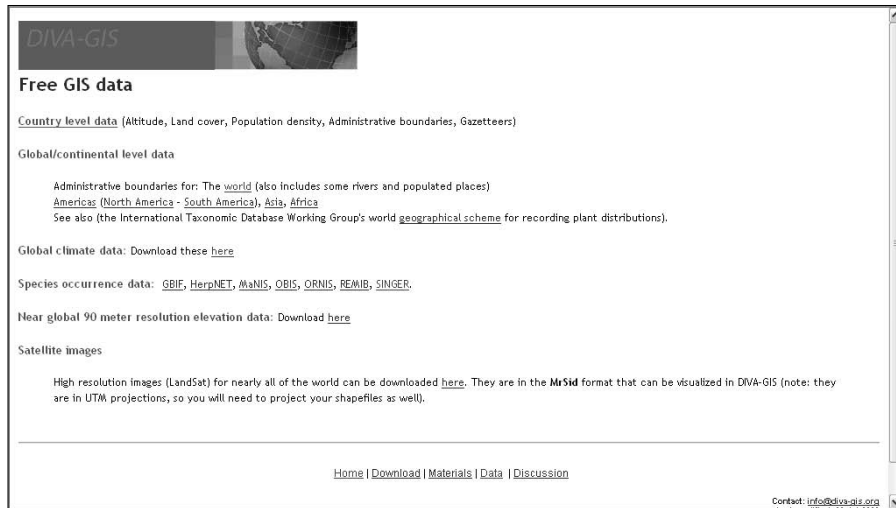 DIVA-GIS
Free GIS data
Country level data (Altitude, Land cover, Population density, Administrative boundaries, Gazetteers)
Global/continental level data
Administrative boundaries for: The world (also includes some rivers and populated places)
Americas (North America - South America), Asia, Africa
See also (the International Taxonomic Database Working Group's world geographical scheme for recording plant distributions).
Global climate data: Download these here
Species occurrence data: GBIF, HerpNET, MaNIS, OBIS, ORNIS, REMIB, SINGER.
Near global 90 meter resolution elevation data: Download here
Satellite images
High resolution images (LandSat) for nearly all of the world can be downloaded here. They are in the MrSid format that can be visualized in DIVA-GIS (note: they
are in UTM projections, so you will need to project your shapefiles as well).
Home | Download | Materials | Data | Discussion
Contact: info@diva-gis.org